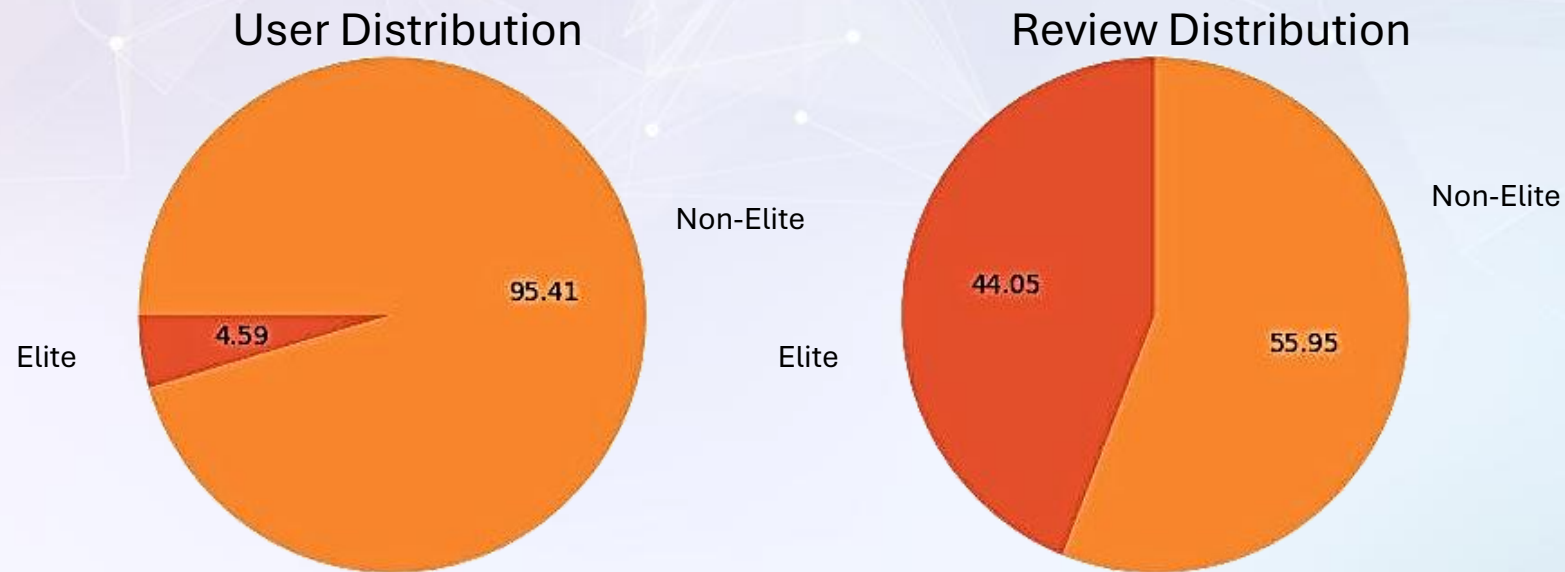 User Distribution
Non-Elite
95.41
4.59
Elite
Review Distribution
Non-Elite
44.05
55.95
Elite